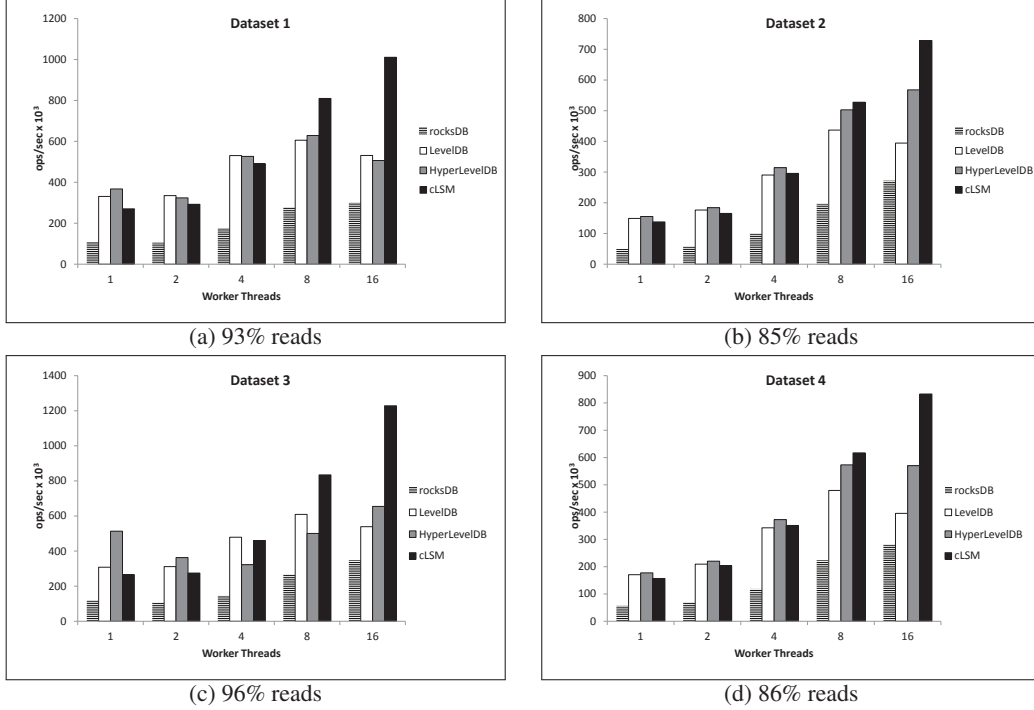 Dataset 1
1200
1000
800
600
400
200
0
ops/sec x 10³
1 2 4 8 16
Worker Threads
rocksDB
LevelDB
HyperLevelDB
cLSM
(a) 93% reads
Dataset 2
800
700
600
500
400
300
200
100
0
ops/sec x 10³
1 2 4 8 16
Worker Threads
rocksDB
LevelDB
HyperLevelDB
cLSM
(b) 85% reads
Dataset 3
1400
1200
1000
800
600
400
200
0
ops/sec x 10³
1 2 4 8 16
Worker Threads
rocksDB
LevelDB
HyperLevelDB
cLSM
(c) 96% reads
Dataset 4
900
800
700
600
500
400
300
200
100
0
ops/sec x 10³
1 2 4 8 16
Worker Threads
rocksDB
LevelDB
HyperLevelDB
cLSM
(d) 86% reads